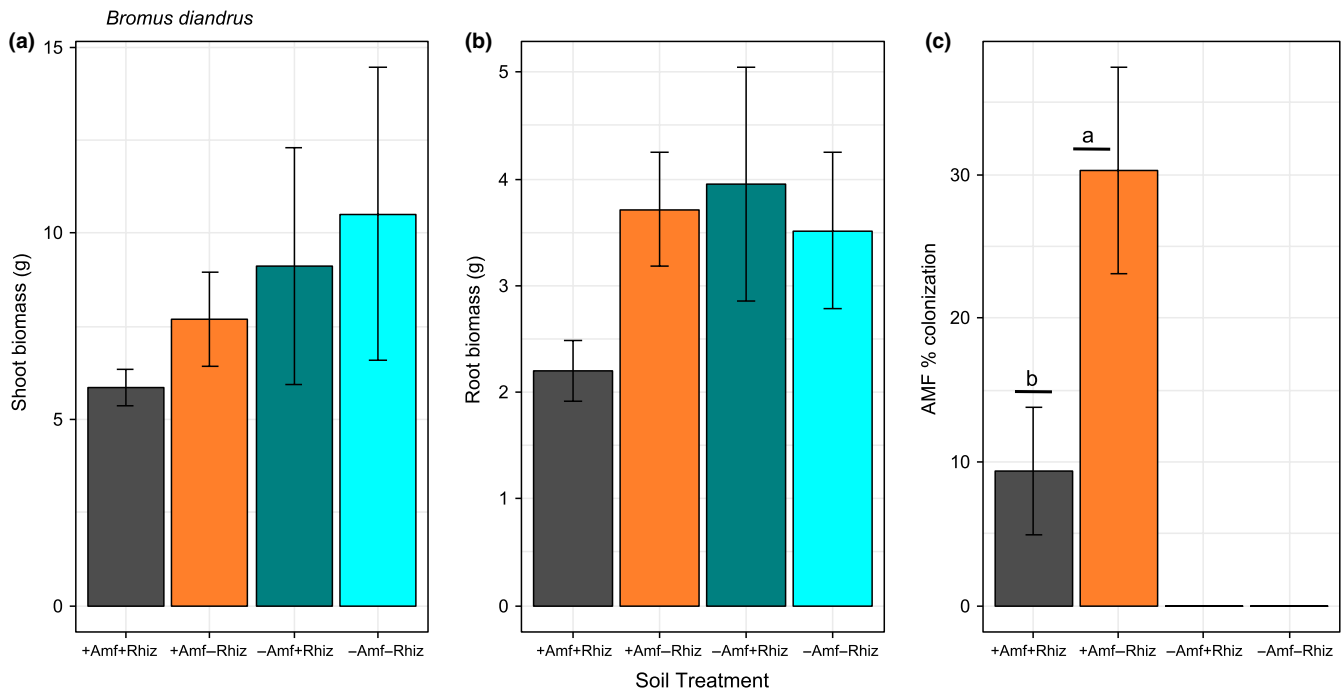 Bromus diandrus
(a)
Shoot biomass (g)
15
10
5
0
+Amf+Rhiz +Amf–Rhiz –Amf+Rhiz –Amf–Rhiz
(b)
Root biomass (g)
5
4
3
2
1
0
+Amf+Rhiz +Amf–Rhiz –Amf+Rhiz –Amf–Rhiz
Soil Treatment
(c)
AMF % colonization
30
20
10
0
a
b
+Amf+Rhiz +Amf–Rhiz –Amf+Rhiz –Amf–Rhiz